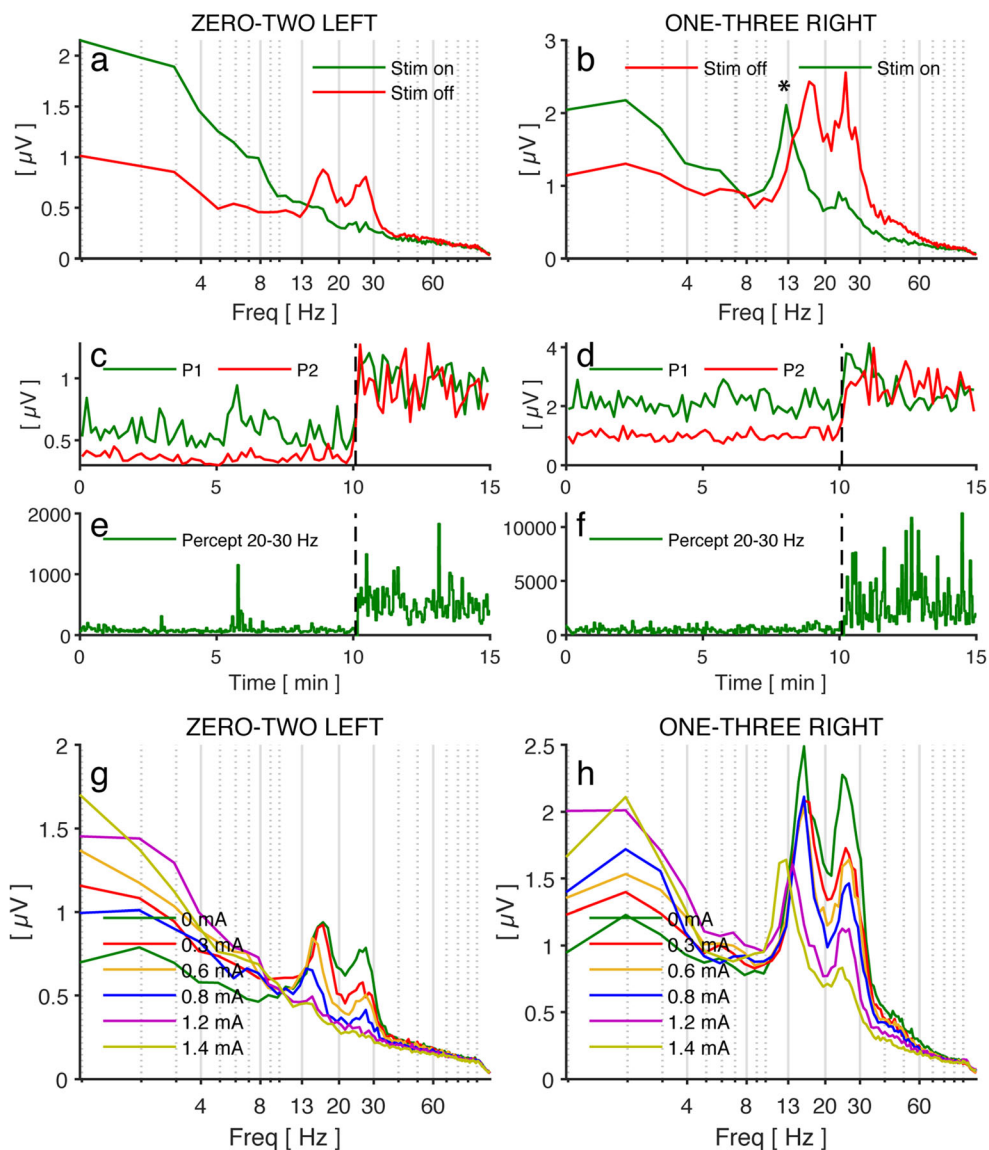 ZERO-TWO LEFT
ONE-THREE RIGHT
a
Stim on
Stim off
2
1.5
1
0.5
0
[ µV ]
4 8 13 20 30 60
Freq [ Hz ]
b
Stim off
Stim on
*
3
2
1
0
[ µV ]
4 8 13 20 30 60
Freq [ Hz ]
c
P1
P2
1
0.5
[ µV ]
0 5 10 15
d
P1
P2
4
2
0
[ µV ]
0 5 10 15
e
Percept 20-30 Hz
2000
1000
0
0 5 10 15
Time [ min ]
f
Percept 20-30 Hz
10000
5000
0
0 5 10 15
Time [ min ]
ZERO-TWO LEFT
ONE-THREE RIGHT
g
2
1.5
1
0.5
0
[ µV ]
0 mA
0.3 mA
0.6 mA
0.8 mA
1.2 mA
1.4 mA
4 8 13 20 30 60
Freq [ Hz ]
h
2.5
2
1.5
1
0.5
0
[ µV ]
0 mA
0.3 mA
0.6 mA
0.8 mA
1.2 mA
1.4 mA
4 8 13 20 30 60
Freq [ Hz ]